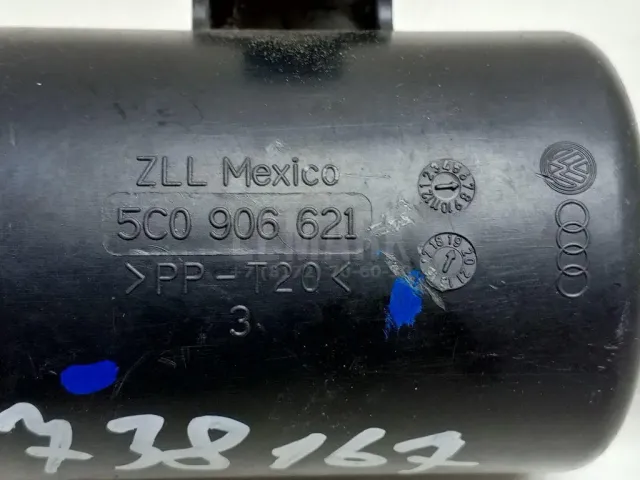 ZLL Mexico
5C0 906 621
>PP-T20<
3.
738167